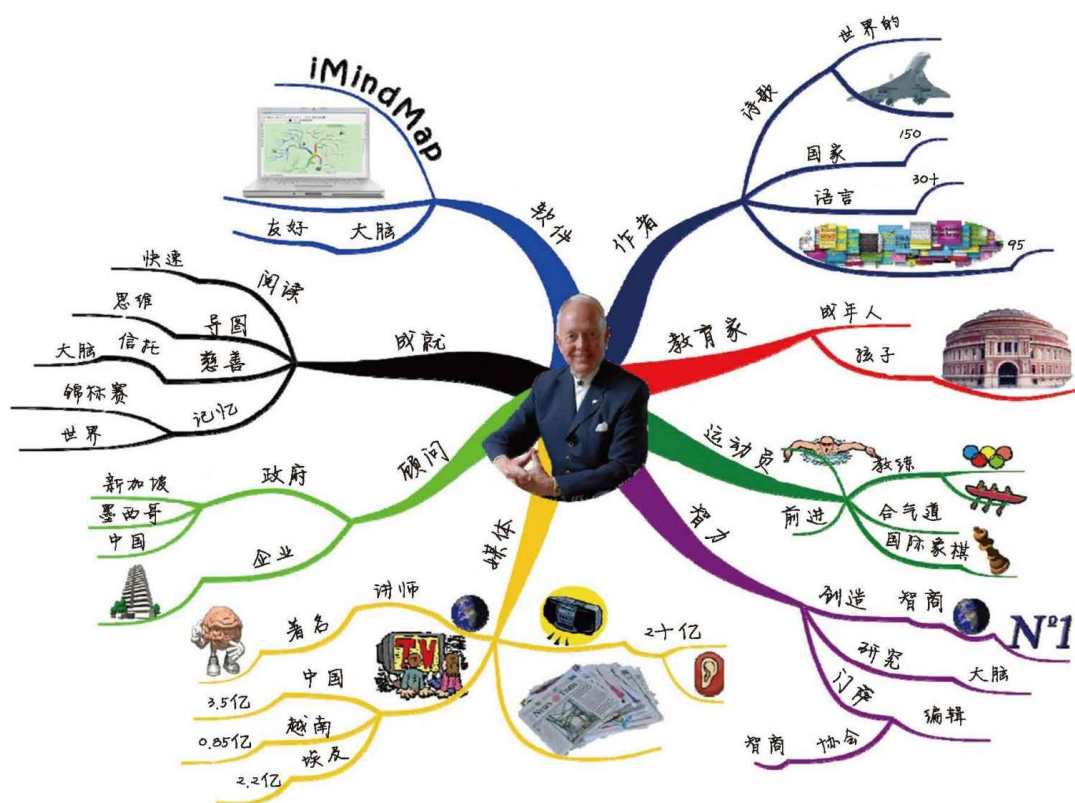 iMindMap
软件
友好 大脑
作者
诗歌
世界的
国家
150
语言
30+
95
教育家
成年人
孩子
运动员
教练
合气道
国际象棋
前进
智力
创造 智商
Nº1
研究
大脑
门萨
编辑
协会
智商
媒体
讲师
著名
TV
中国
3.5亿
越南
0.85亿
埃及
2.2亿
2十亿
顾问
政府
新加坡
墨西哥
中国
企业
成就
阅读
快速
导图
思维
慈善
信托
大脑
记忆
锦标赛
世界